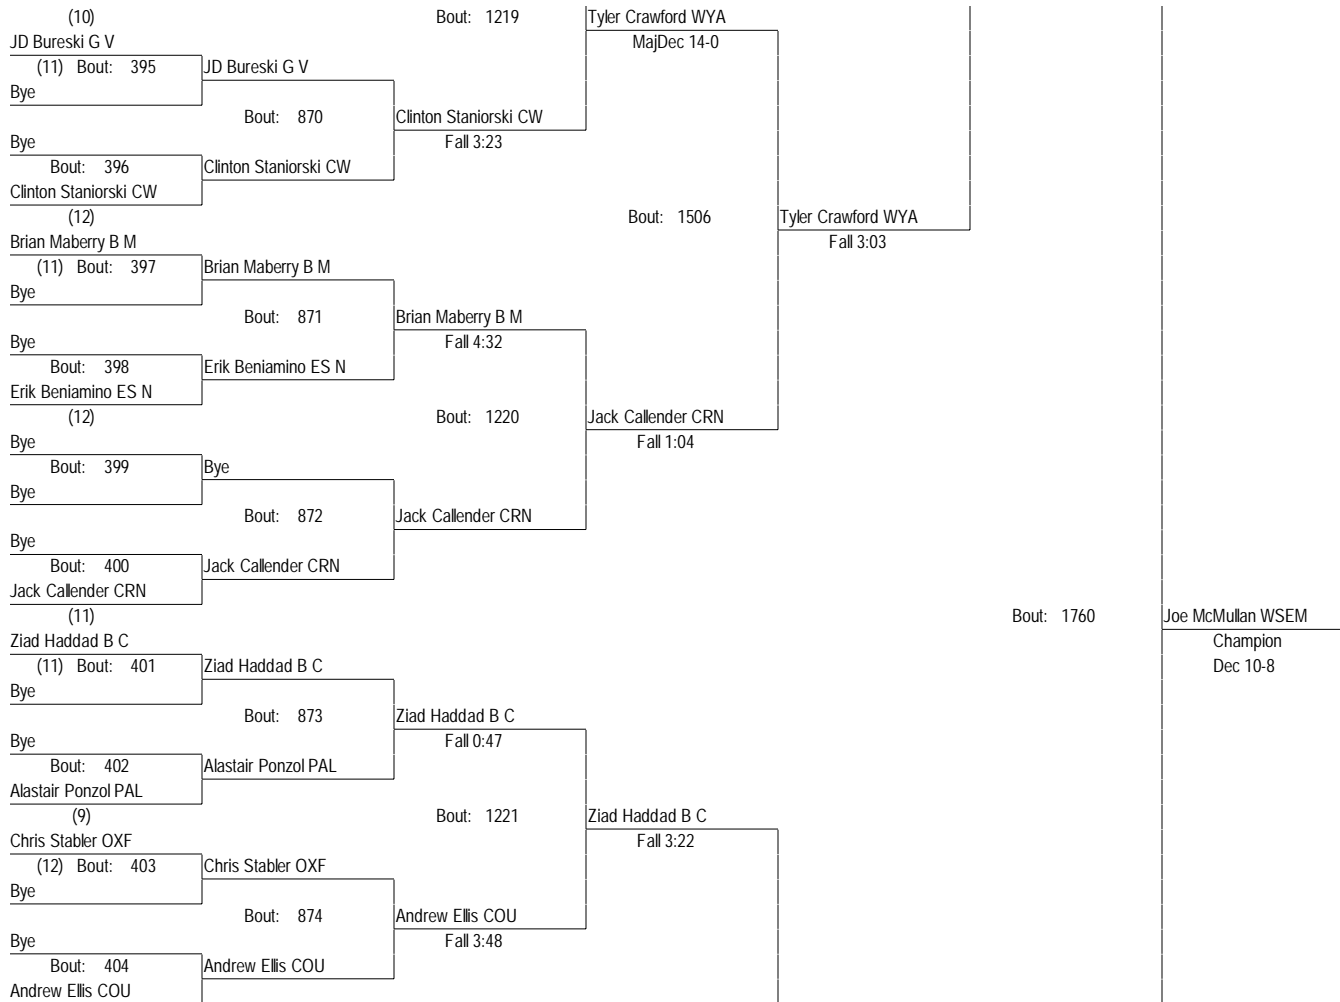 (10) Bout: 1219 Tyler Crawford WYA
JD Bureski G V MajDec 14-0
(11) Bout: 395 JD Bureski G V
Bye
Bout: 870 Clinton Staniorski CW
Bye Fall 3:23
Bout: 396 Clinton Staniorski CW
Clinton Staniorski CW
(12) Bout: 1506 Tyler Crawford WYA
Brian Maberry B M Fall 3:03
(11) Bout: 397 Brian Maberry B M
Bye
Bout: 871 Brian Maberry B M
Bye Fall 4:32
Bout: 398 Erik Beniamino ES N
Erik Beniamino ES N
(12) Bout: 1220 Jack Callender CRN
Bye Fall 1:04
Bout: 399 Bye
Bye
Bout: 872 Jack Callender CRN
Bye
Bout: 400 Jack Callender CRN
Jack Callender CRN
(11) Bout: 1760 Joe McMullan WSEM
Ziad Haddad B C Champion
(11) Bout: 401 Ziad Haddad B C Dec 10-8
Bye
Bout: 873 Ziad Haddad B C
Bye Fall 0:47
Bout: 402 Alastair Ponzol PAL
Alastair Ponzol PAL
(9) Bout: 1221 Ziad Haddad B C
Chris Stabler OXF Fall 3:22
(12) Bout: 403 Chris Stabler OXF
Bye
Bout: 874 Andrew Ellis COU
Bye Fall 3:48
Bout: 404 Andrew Ellis COU
Andrew Ellis COU